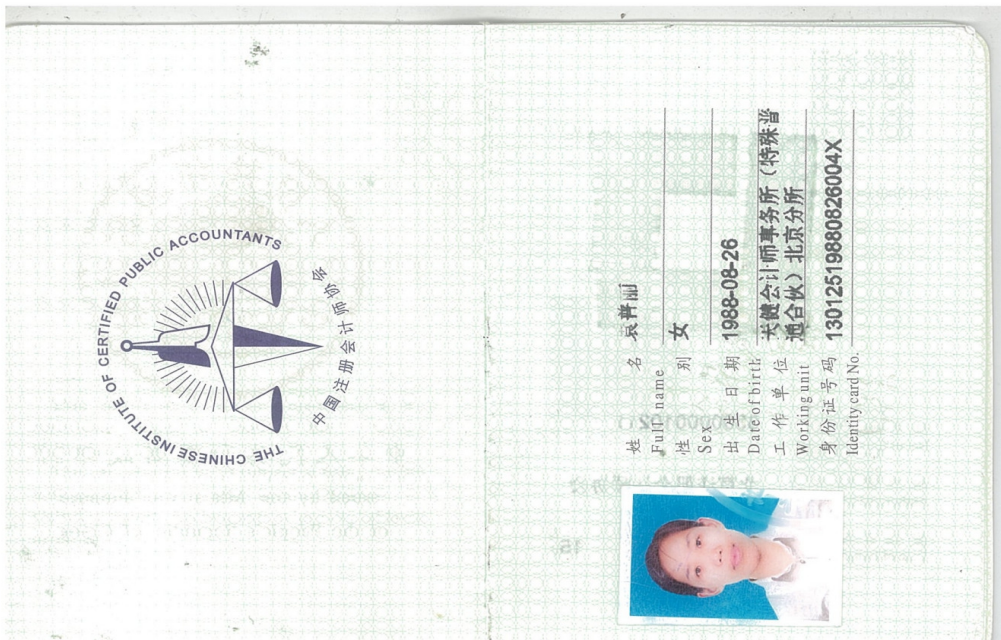 THE CHINESE INSTITUTE OF CERTIFIED PUBLIC ACCOUNTANTS
中国注册会计师协会
姓 名 袁普丽
Full name
性 别 女
Sex
出 生 日 期 1988-08-26
Date of birth
工 作 单 位 天健会计师事务所（特殊普
Working unit 通合伙）北京分所
身份证号码 13012519880826004X
Identity card No.